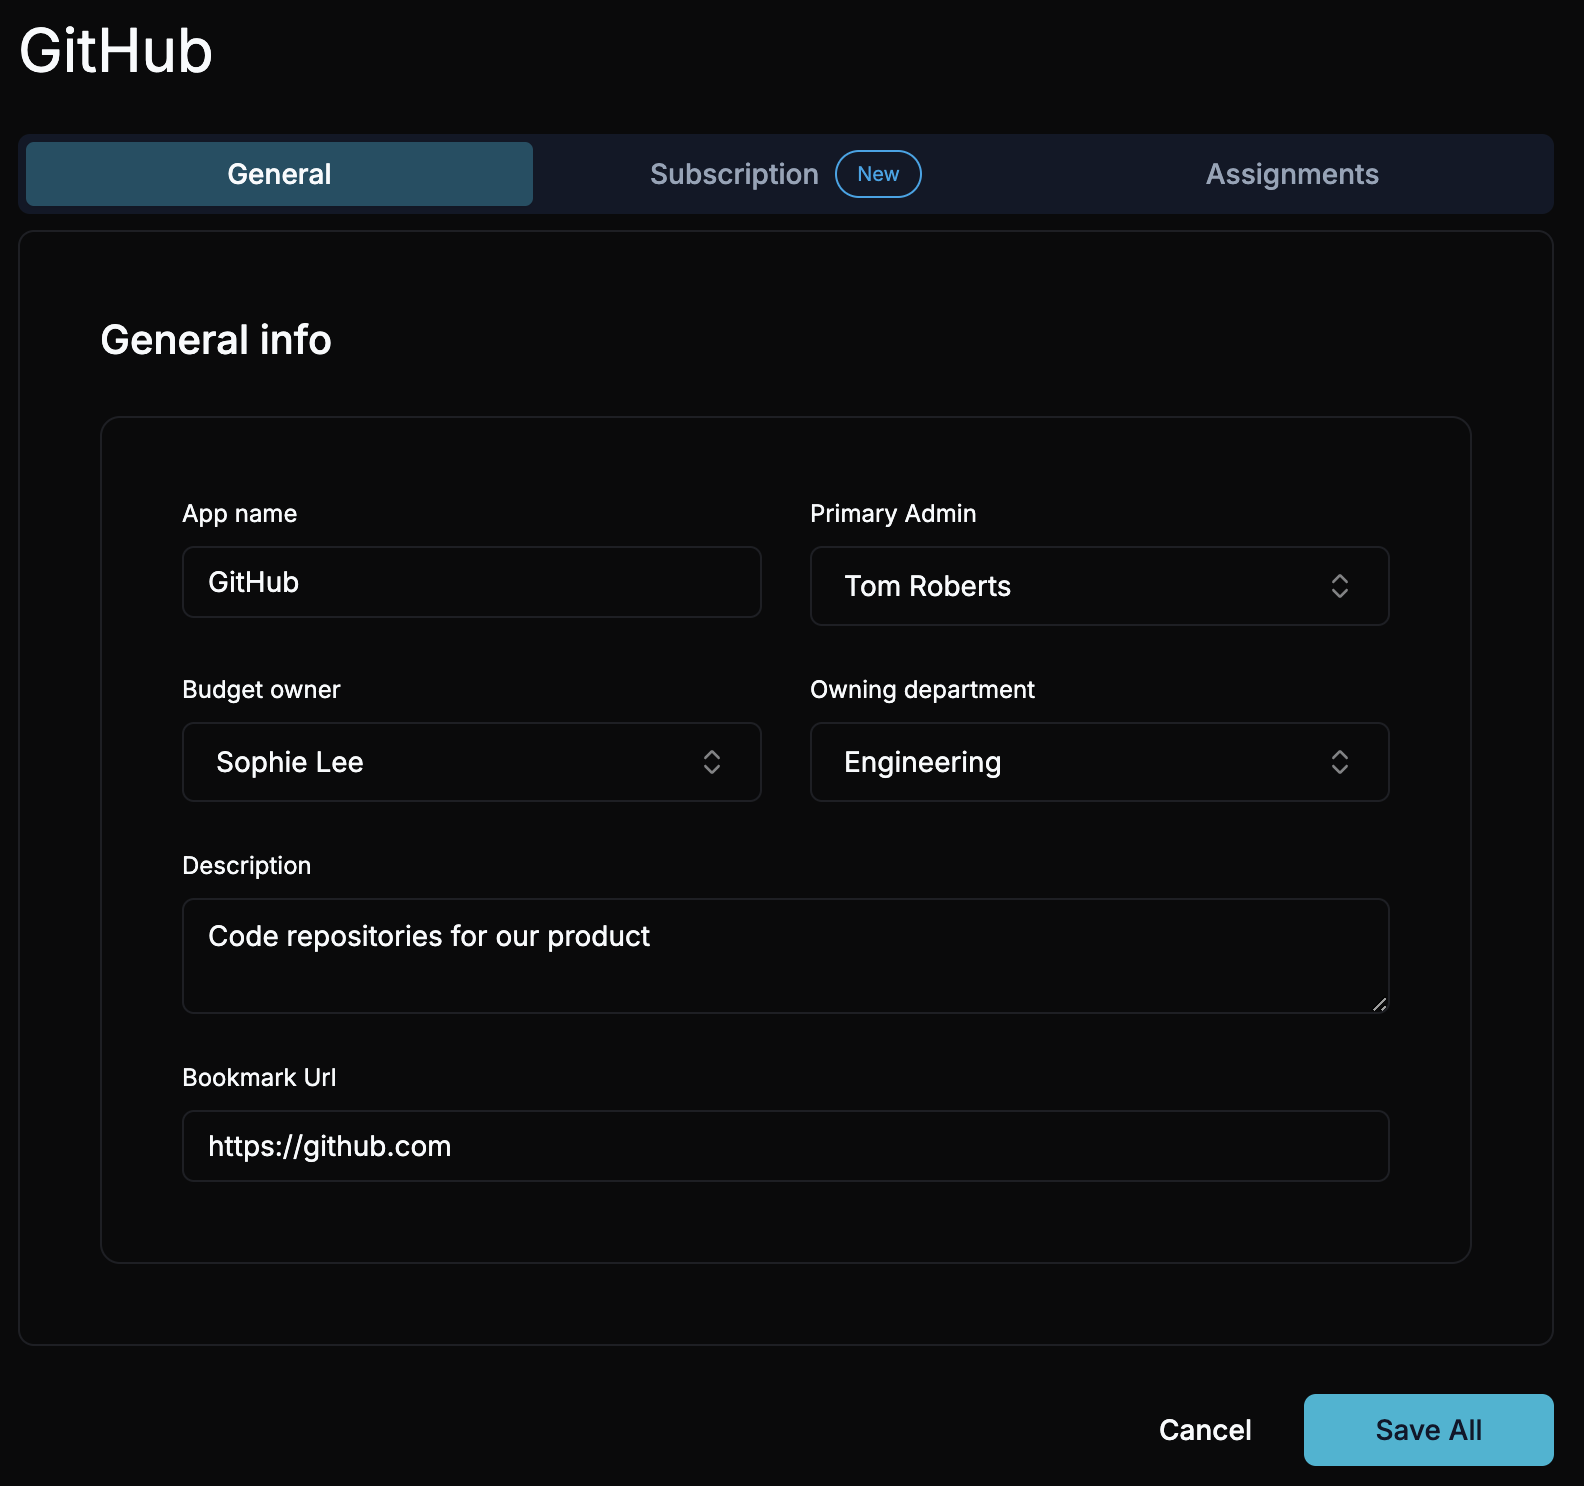 GitHub
General
Subscription New
Assignments
General info
App name
Primary Admin
GitHub
Tom Roberts
Budget owner
Owning department
Sophie Lee
Engineering
Description
Code repositories for our product
Bookmark Url
https://github.com
Cancel
Save All